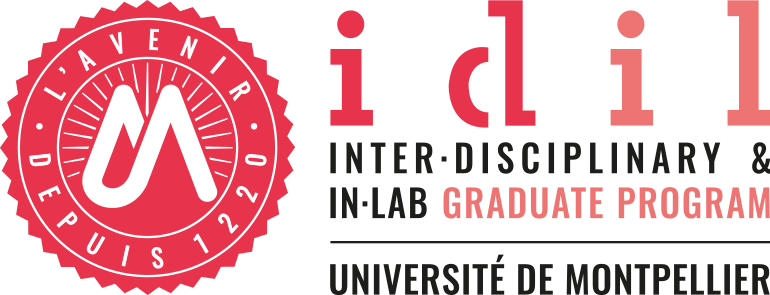 L'AVENIR
DEPUIS 1220
idil
INTER·DISCIPLINARY &
IN·LAB GRADUATE PROGRAM
UNIVERSITÉ DE MONTPELLIER